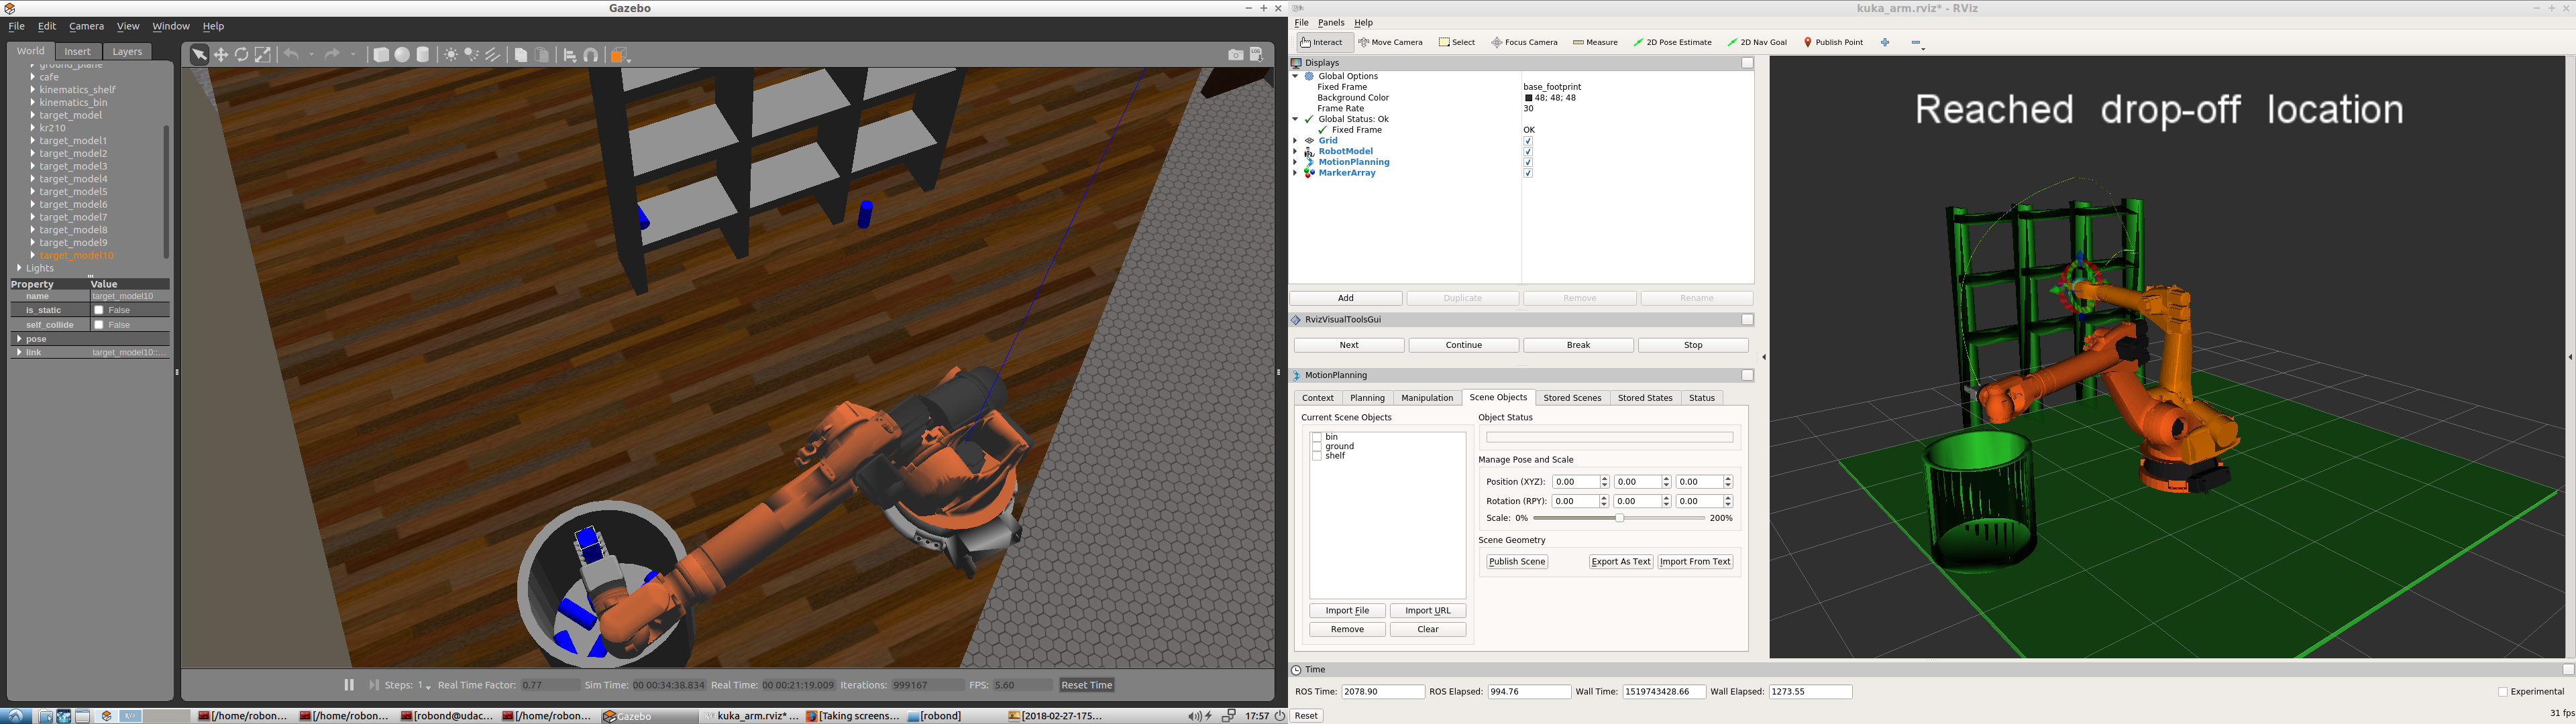 Gazebo
File Edit Camera View Window Help
World Insert Layers
ground_plane
cafe
kinematics_shelf
kinematics_bin
target_model
kr210
target_model1
target_model2
target_model3
target_model4
target_model5
target_model6
target_model7
target_model8
target_model9
target_model10
Lights
Property Value
name target_model10
is_static False
self_collide False
pose
link target_model10::...
Steps: 1 Real Time Factor: 0.77 Sim Time: 00 00:34:38.834 Real Time: 00 00:21:19.009 Iterations: 999167 FPS: 5.60 Reset Time
kuka_arm.rviz* - RViz
File Panels Help
Interact Move Camera Select Focus Camera Measure 2D Pose Estimate 2D Nav Goal Publish Point
Displays
Global Options
Fixed Frame base_footprint
Background Color 48; 48; 48
Frame Rate 30
Global Status: Ok
Fixed Frame OK
Grid
RobotModel
MotionPlanning
MarkerArray
Add Duplicate Remove Rename
RvizVisualToolsGui
Next Continue Break Stop
MotionPlanning
Context Planning Manipulation Scene Objects Stored Scenes Stored States Status
Current Scene Objects
bin
ground
shelf
Import File Import URL
Remove Clear
Object Status
Manage Pose and Scale
Position (XYZ): 0.00 0.00 0.00
Rotation (RPY): 0.00 0.00 0.00
Scale: 0% 200%
Scene Geometry
Publish Scene Export As Text Import From Text
Reached drop-off location
Time
ROS Time: 2078.90 ROS Elapsed: 994.76 Wall Time: 1519743428.66 Wall Elapsed: 1273.55 Experimental
Reset 31 fps
[/home/robon... [/home/robon... [robond@udac... [/home/robon... Gazebo kuka_arm.rviz* ... [Taking screens... [robond] [2018-02-27-175... 17:57